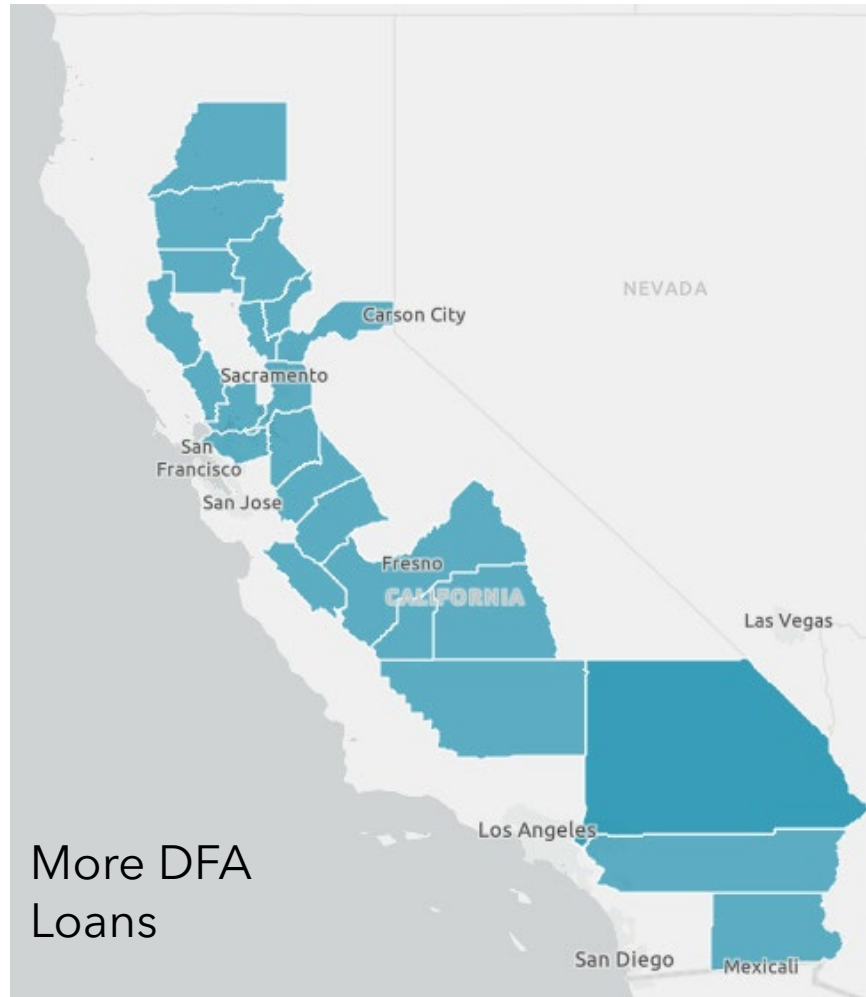 NEVADA
Carson City
Sacramento
San
Francisco
San Jose
Fresno
CALIFORNIA
Las Vegas
Los Angeles
More DFA
Loans
San Diego
Mexicali